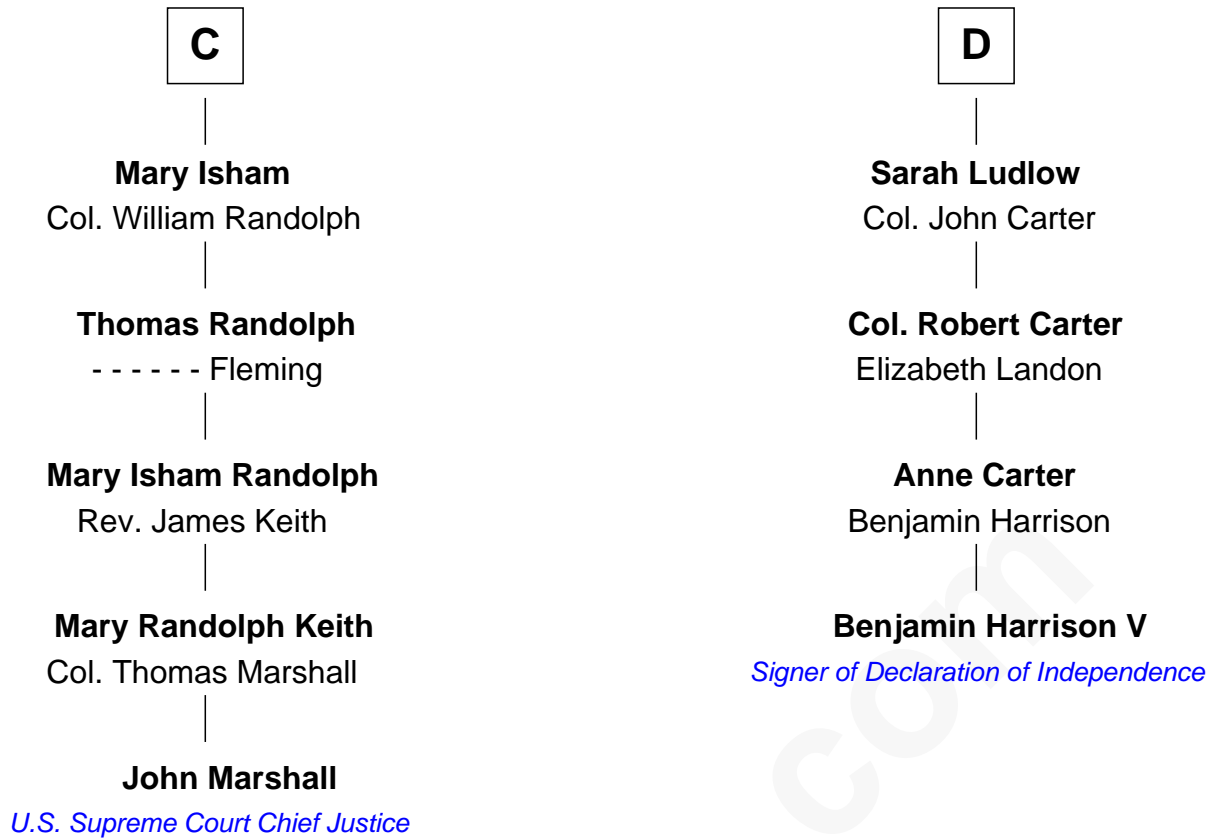 C
Mary Isham
Col. William Randolph
Thomas Randolph
- - - - - - Fleming
Mary Isham Randolph
Rev. James Keith
Mary Randolph Keith
Col. Thomas Marshall
John Marshall
U.S. Supreme Court Chief Justice
D
Sarah Ludlow
Col. John Carter
Col. Robert Carter
Elizabeth Landon
Anne Carter
Benjamin Harrison
Benjamin Harrison V
Signer of Declaration of Independence
com